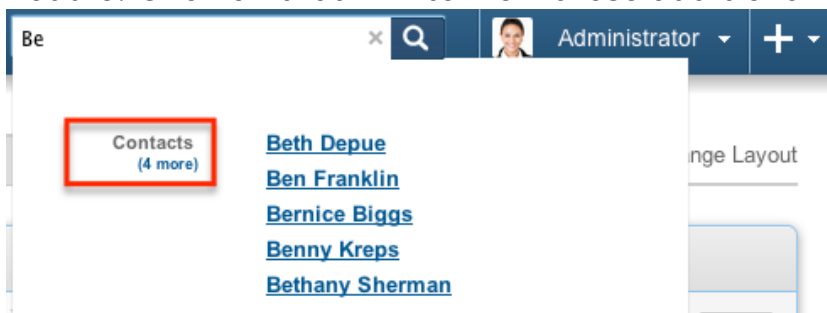 Be × Administrator +
Contacts
(4 more)
Beth Depue
Ben Franklin
Bernice Biggs
Benny Kreps
Bethany Sherman
nge Layout